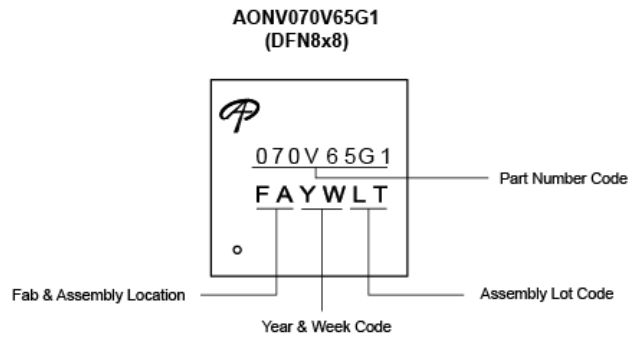 AONV070V65G1
(DFN8x8)
070V65G1
Part Number Code
FAYWLT
Fab & Assembly Location
Assembly Lot Code
Year & Week Code